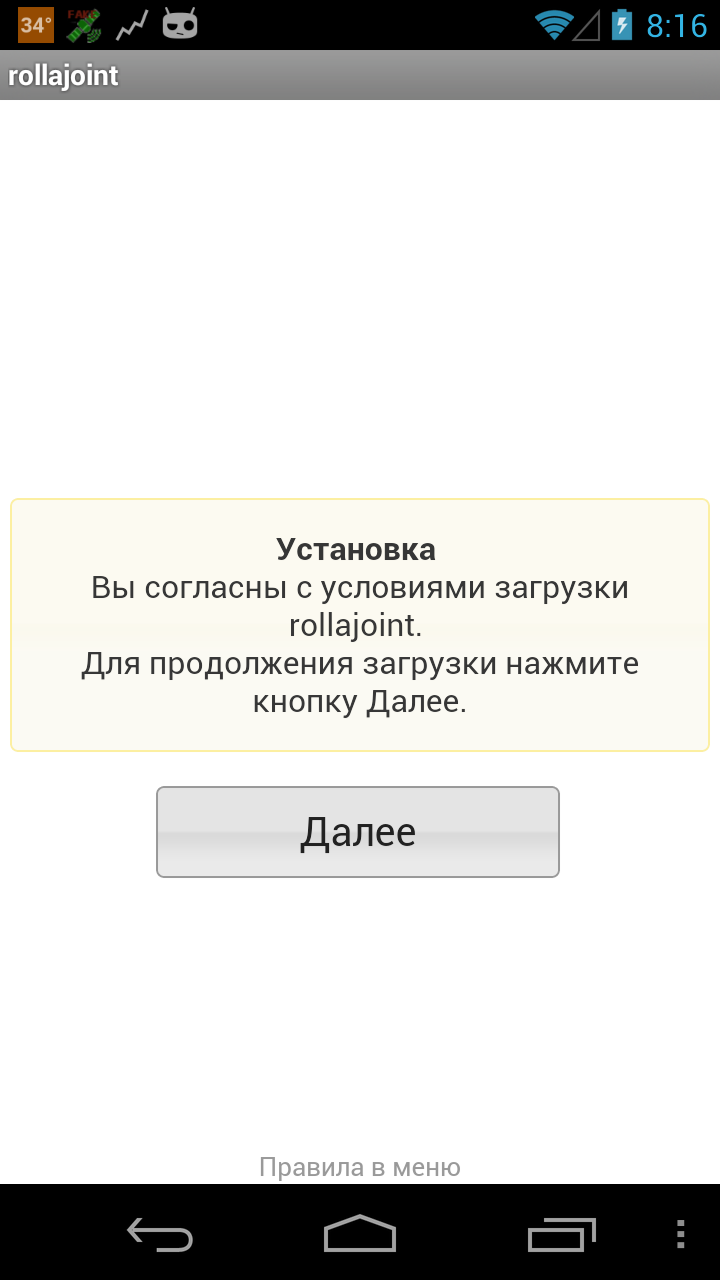 34° FAKE 8:16
rollajoint
Установка
Вы согласны с условиями загрузки
rollajoint.
Для продолжения загрузки нажмите
кнопку Далее.
Далее
Правила в меню